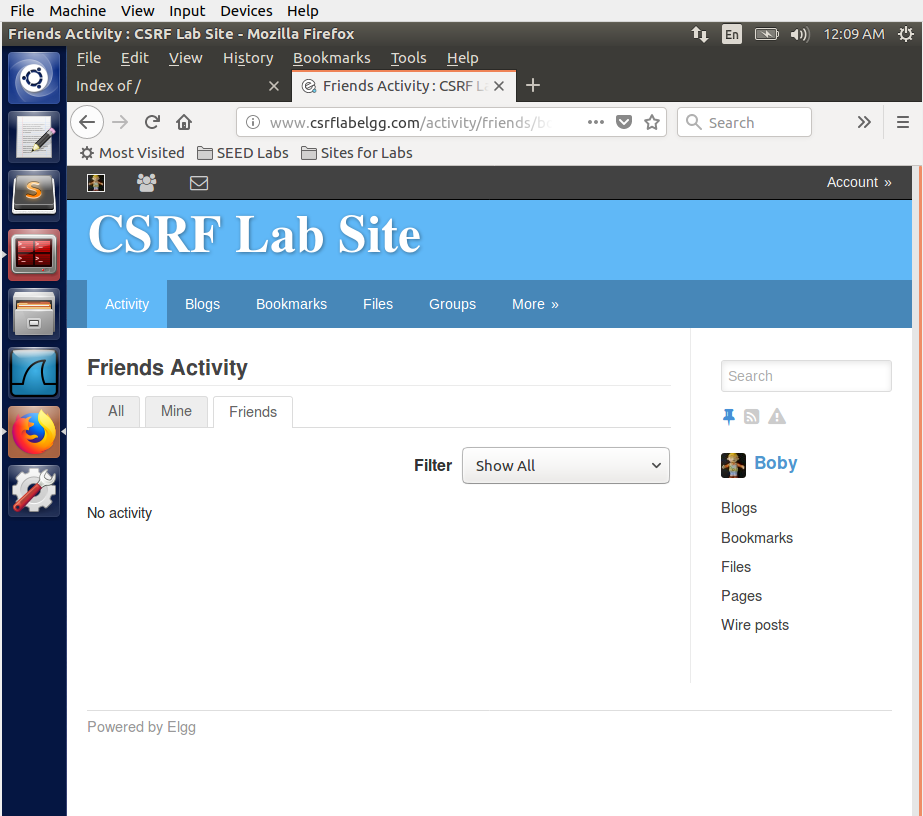 File Machine View Input Devices Help
Friends Activity : CSRF Lab Site - Mozilla Firefox En 12:09 AM
File Edit View History Bookmarks Tools Help
Index of / Friends Activity : CSRF L
www.csrflabelgg.com/activity/friends/bo Search
Most Visited SEED Labs Sites for Labs
Account »
CSRF Lab Site
Activity Blogs Bookmarks Files Groups More »
Friends Activity
All Mine Friends
Filter Show All
No activity
Search
Boby
Blogs
Bookmarks
Files
Pages
Wire posts
Powered by Elgg